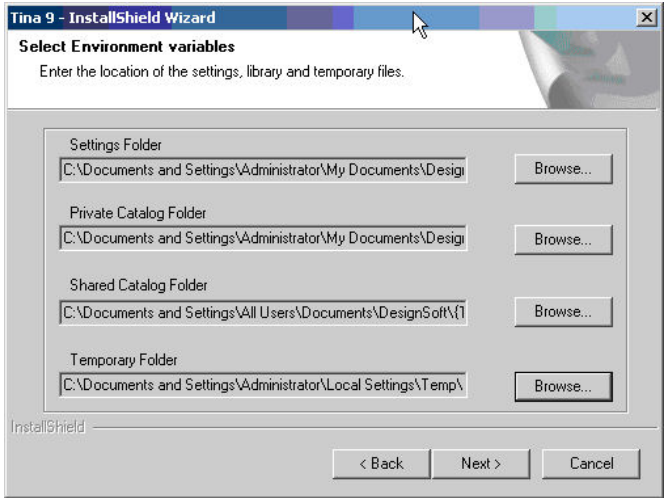 Tina 9 - InstallShield Wizard
Select Environment variables
Enter the location of the settings, library and temporary files.
Settings Folder
C:\Documents and Settings\Administrator\My Documents\Desig
Browse...
Private Catalog Folder
C:\Documents and Settings\Administrator\My Documents\Desig
Browse...
Shared Catalog Folder
C:\Documents and Settings\All Users\Documents\DesignSoft\{
Browse...
Temporary Folder
C:\Documents and Settings\Administrator\Local Settings\Temp\
Browse...
InstallShield
< Back
Next >
Cancel